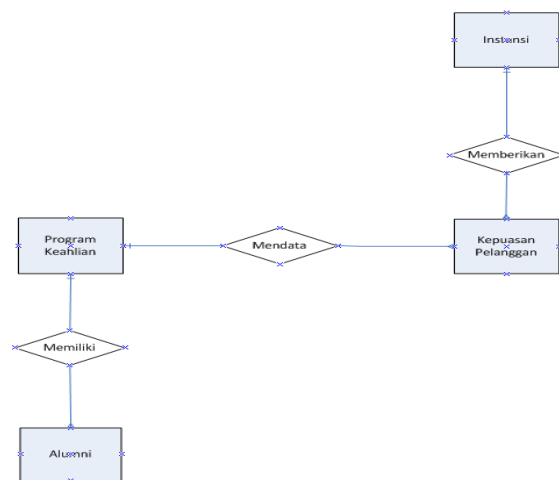 Instansi
Memberikan
Program
Keahlian
Mendata
Kepuasan
Pelanggan
Memiliki
Alumni